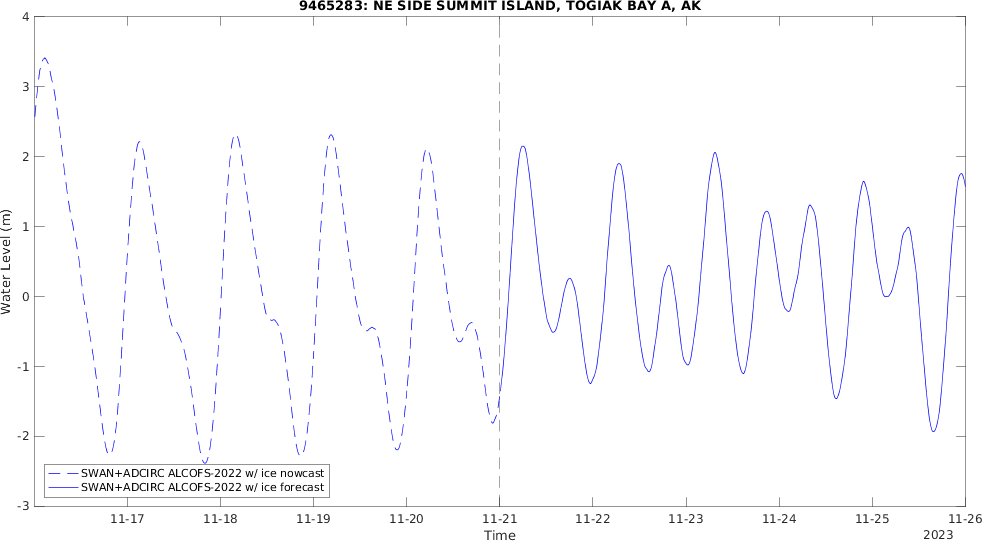 9465283: NE SIDE SUMMIT ISLAND, TOGIAK BAY A, AK
4
3
2
1
0
-1
-2
-3
Water Level (m)
SWAN+ADCIRC ALCOFS-2022 w/ ice nowcast
SWAN+ADCIRC ALCOFS-2022 w/ ice forecast
11-17 11-18 11-19 11-20 11-21 11-22 11-23 11-24 11-25 11-26
Time
2023